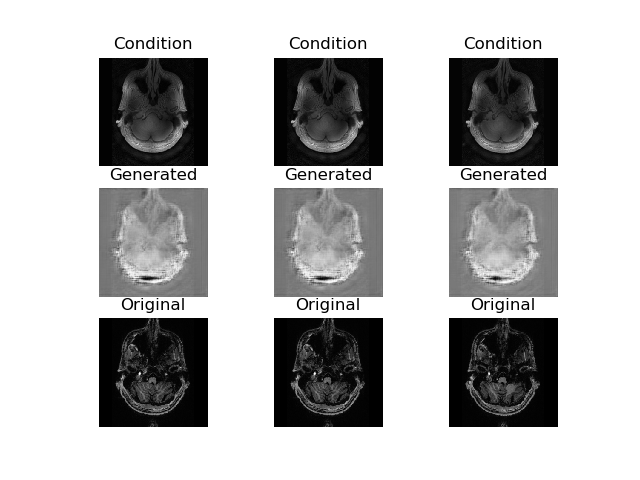 Condition Condition Condition
Generated Generated Generated
Original Original Original